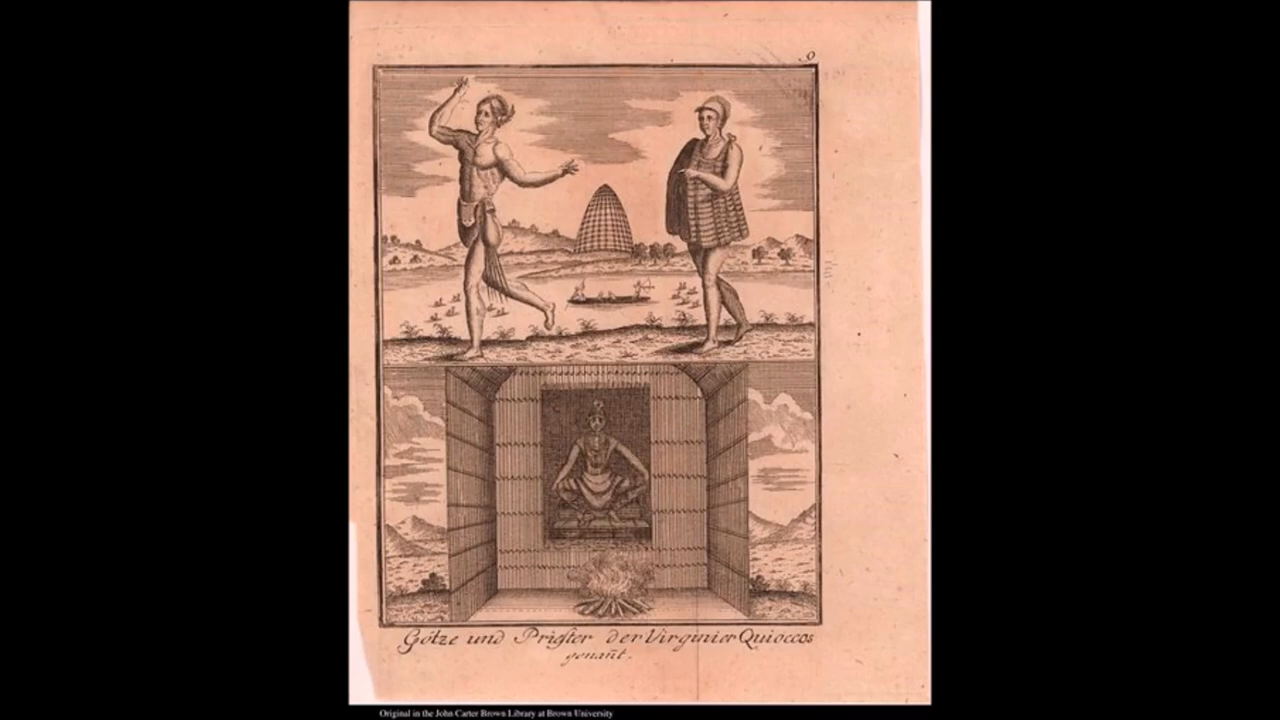 9
Götze und Priester der Virginier Quioccos
genañt.
Original in the John Carter Brown Library at Brown University